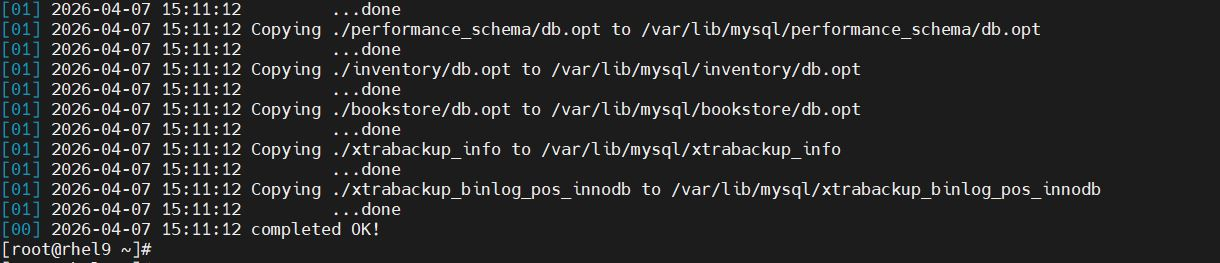 [01] 2026-04-07 15:11:12         ...done
[01] 2026-04-07 15:11:12 Copying ./performance_schema/db.opt to /var/lib/mysql/performance_schema/db.opt
[01] 2026-04-07 15:11:12         ...done
[01] 2026-04-07 15:11:12 Copying ./inventory/db.opt to /var/lib/mysql/inventory/db.opt
[01] 2026-04-07 15:11:12         ...done
[01] 2026-04-07 15:11:12 Copying ./bookstore/db.opt to /var/lib/mysql/bookstore/db.opt
[01] 2026-04-07 15:11:12         ...done
[01] 2026-04-07 15:11:12 Copying ./xtrabackup_info to /var/lib/mysql/xtrabackup_info
[01] 2026-04-07 15:11:12         ...done
[01] 2026-04-07 15:11:12 Copying ./xtrabackup_binlog_pos_innodb to /var/lib/mysql/xtrabackup_binlog_pos_innodb
[01] 2026-04-07 15:11:12         ...done
[00] 2026-04-07 15:11:12 completed OK!
[root@rhel9 ~]#